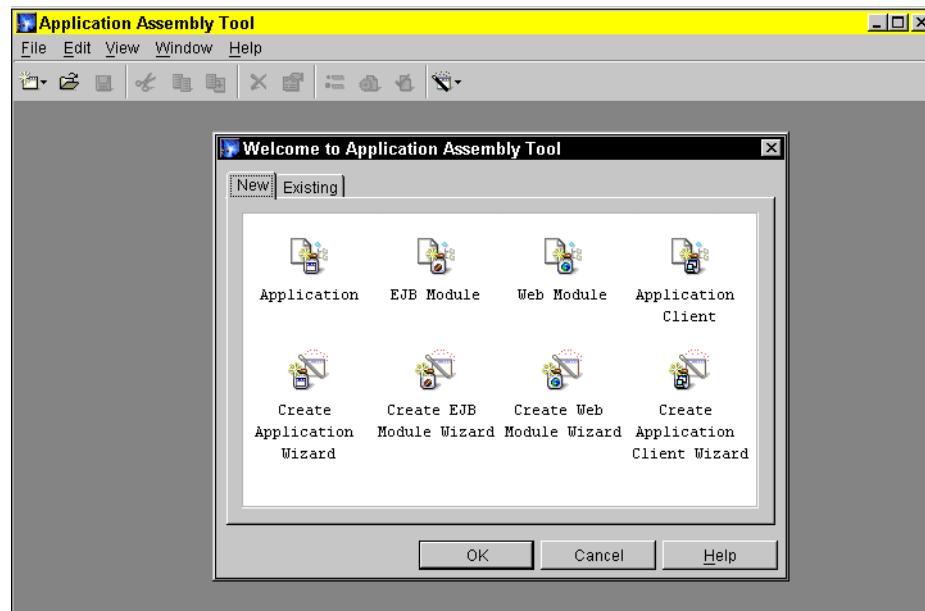 Application Assembly Tool
File Edit View Window Help
Welcome to Application Assembly Tool
New Existing
Application EJB Module Web Module Application
Client
Create Create EJB Create Web Create
Application Module Wizard Module Wizard Application
Wizard Client Wizard
OK Cancel Help